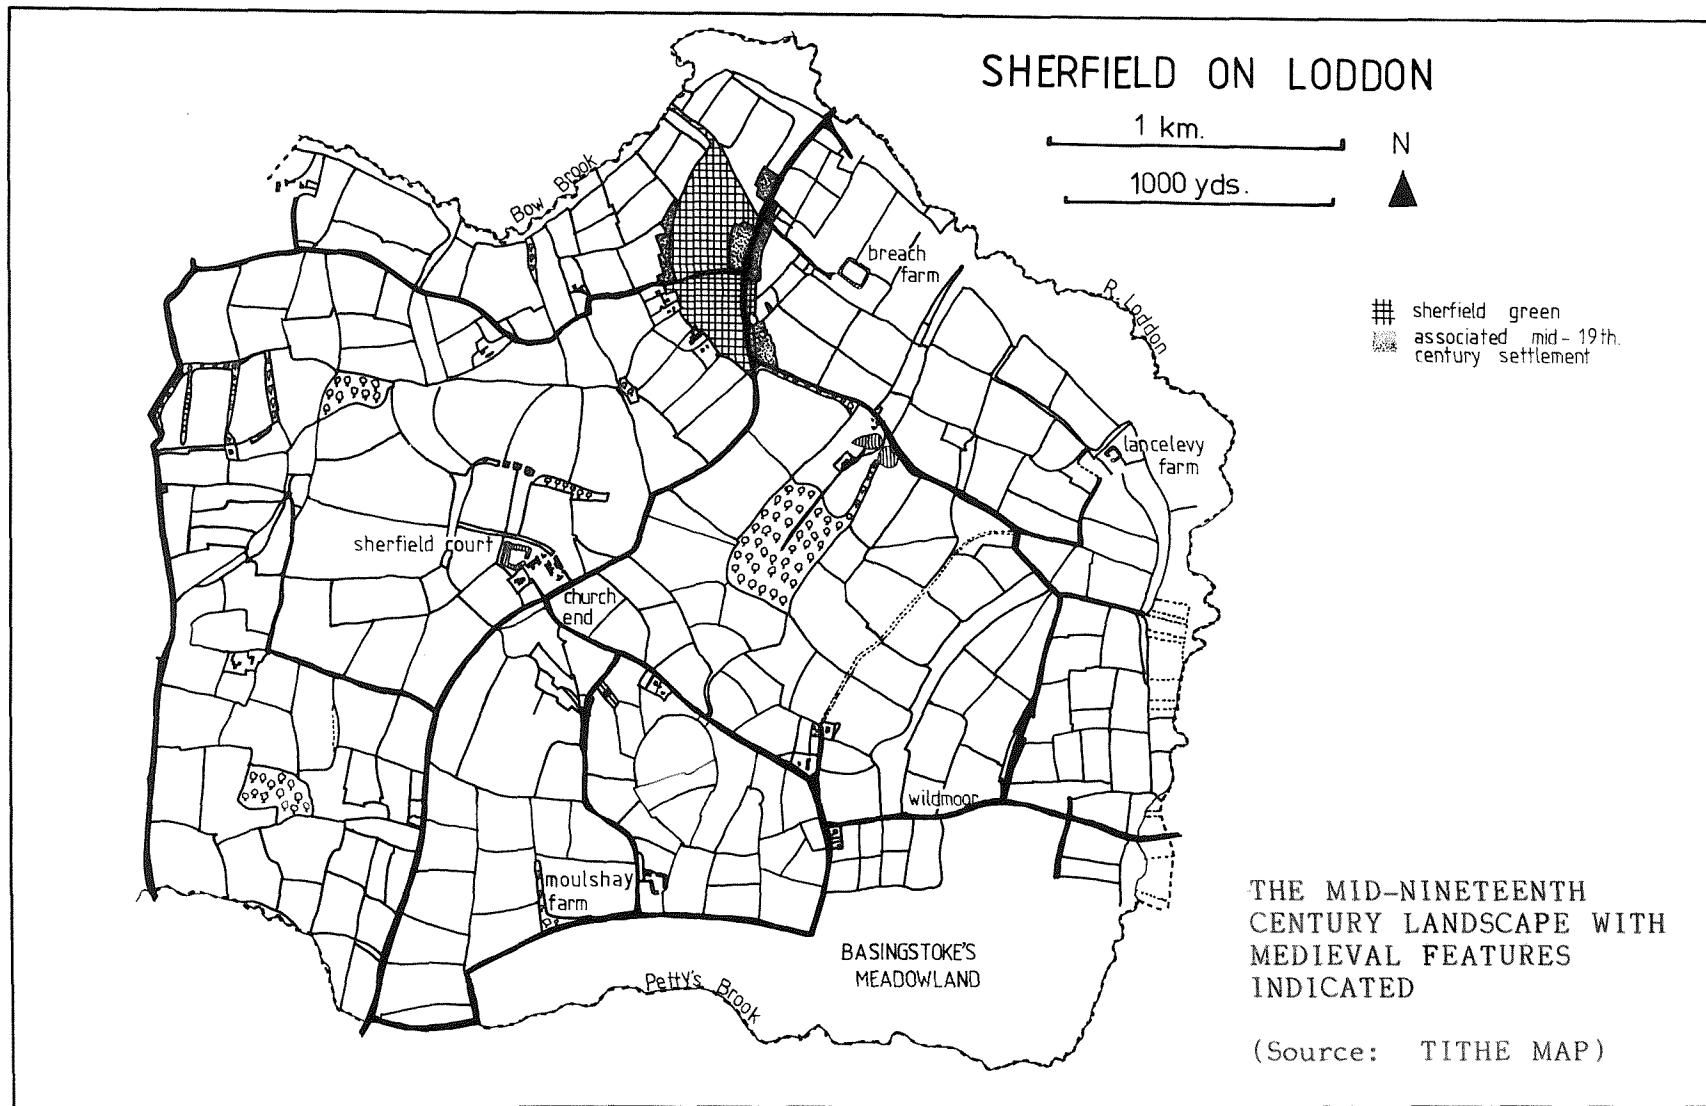 SHERFIELD ON LODDON
1 km.
N
1000 yds.
Bow Brook
breach
farm
R. Loddon
sherfield green
associated mid-19th.
century settlement
lancelevy
farm
sherfield court
church
end
wildmoor
moulshay
farm
BASINGSTOKE'S
MEADOWLAND
Petty's Brook
THE MID-NINETEENTH
CENTURY LANDSCAPE WITH
MEDIEVAL FEATURES
INDICATED
(Source: TITHE MAP)